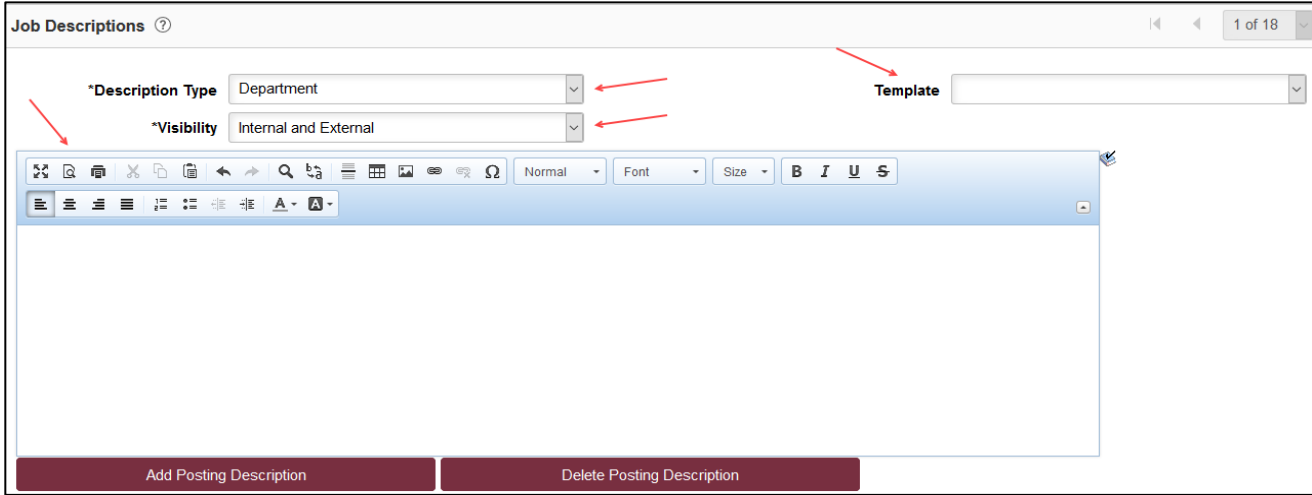 Job Descriptions ?
1 of 18
*Description Type Department
Template
*Visibility Internal and External
Ω Normal Font Size B I U S
A A
Add Posting Description Delete Posting Description